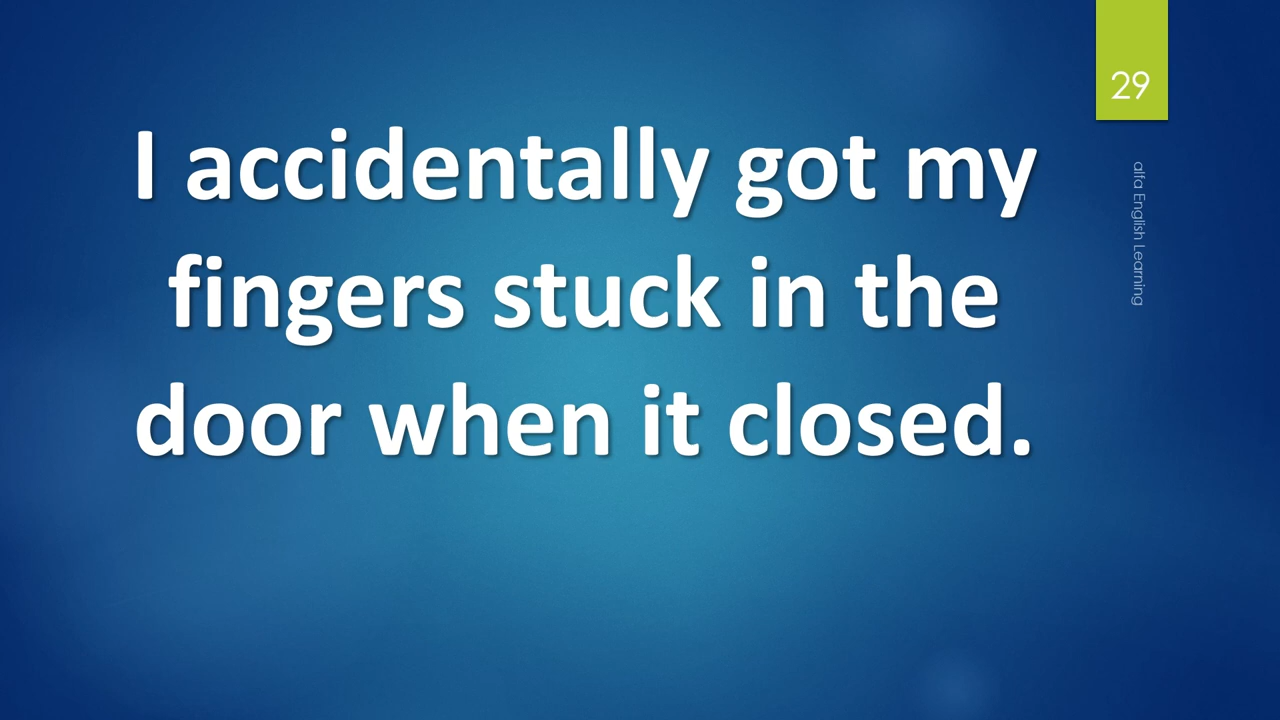 29
I accidentally got my
fingers stuck in the
door when it closed.
alfa English Learning